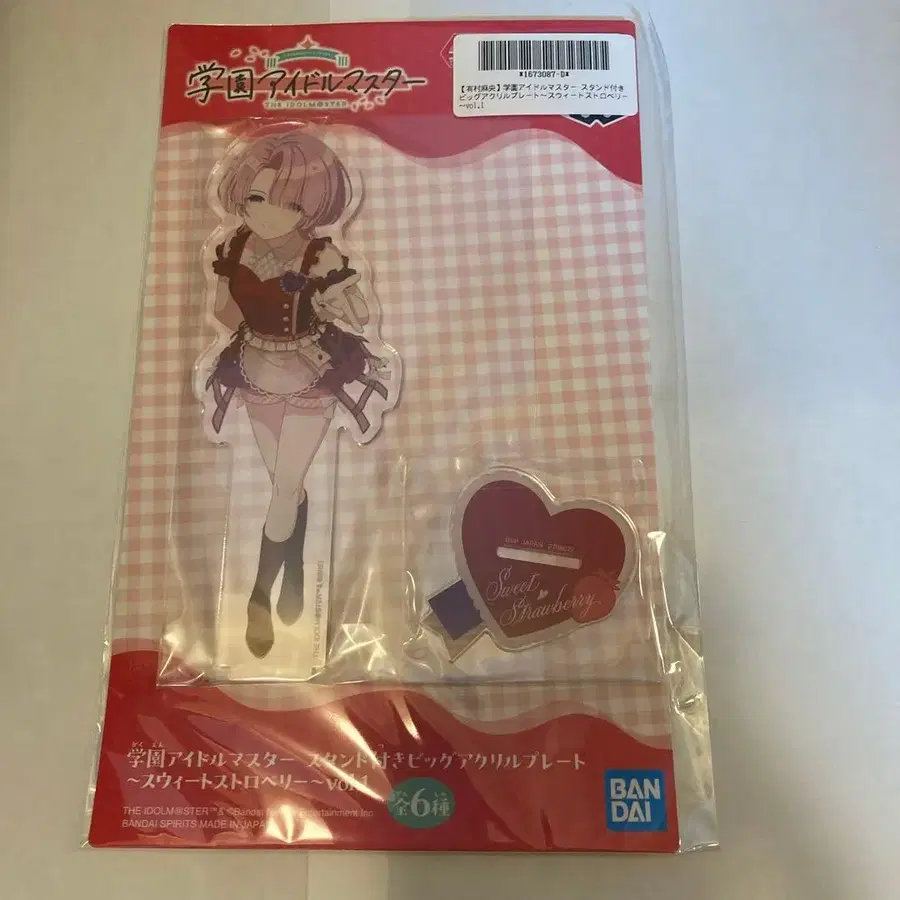 学園アイドルマスター
THE IDOLM@STER
*1673087-D*
【有村麻央】学園アイドルマスター スタンド付き
ビッグアクリルプレート~スウィートストロベリー
~vol.1
Sweet
Strawberry
がく えん
学園アイドルマスター スタンド付きビッグアクリルプレート
~スウィートストロベリー~vol.1
全6種
THE IDOLM@STER™& ©Bandai Namco Entertainment Inc.
BANDAI SPIRITS MADE IN JAPAN
BAN
DAI